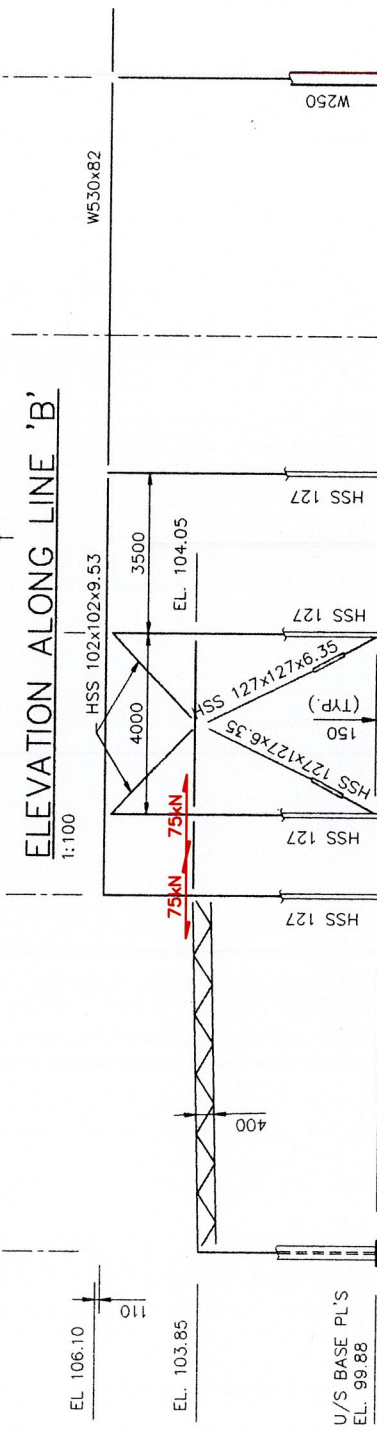 ELEVATION ALONG LINE 'B'
1:100
W530x82
HSS 102x102x9.53
EL 106.10
110
4000
3500
EL. 104.05
EL. 103.85
75kN
75kN
400
HSS 127x127x6.35
HSS 127x127x6.35
150
(TYP.)
HSS 127
HSS 127
HSS 127
HSS 127
W250
U/S BASE PL'S
EL. 99.88